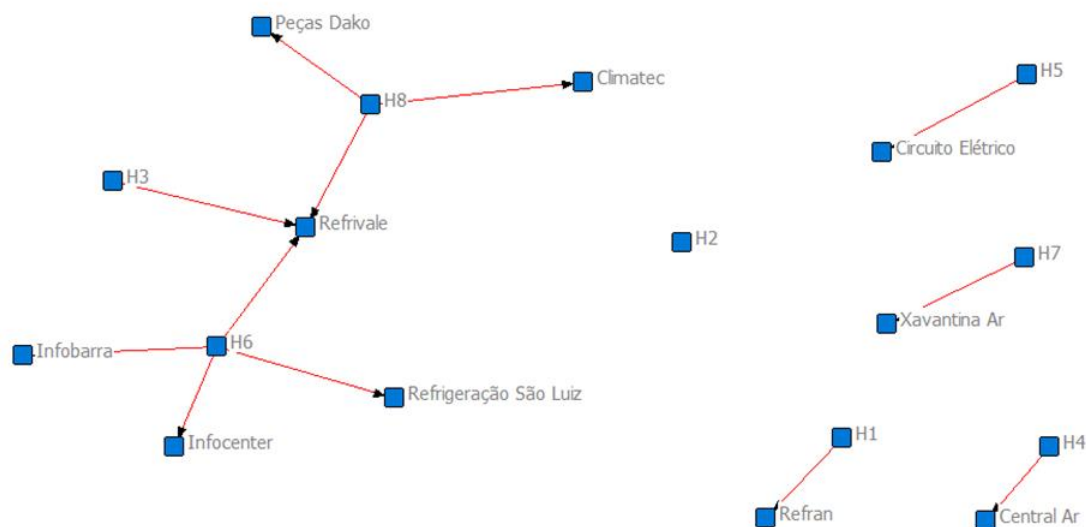 Peças Dako
H5
Climatec
H8
Circuito Elétrico
H3
Refrivale
H2
H7
Xavantina Ar
H6
Infobarra
Refrigeração São Luiz
H1
Infocenter
H4
Refran
Central Ar